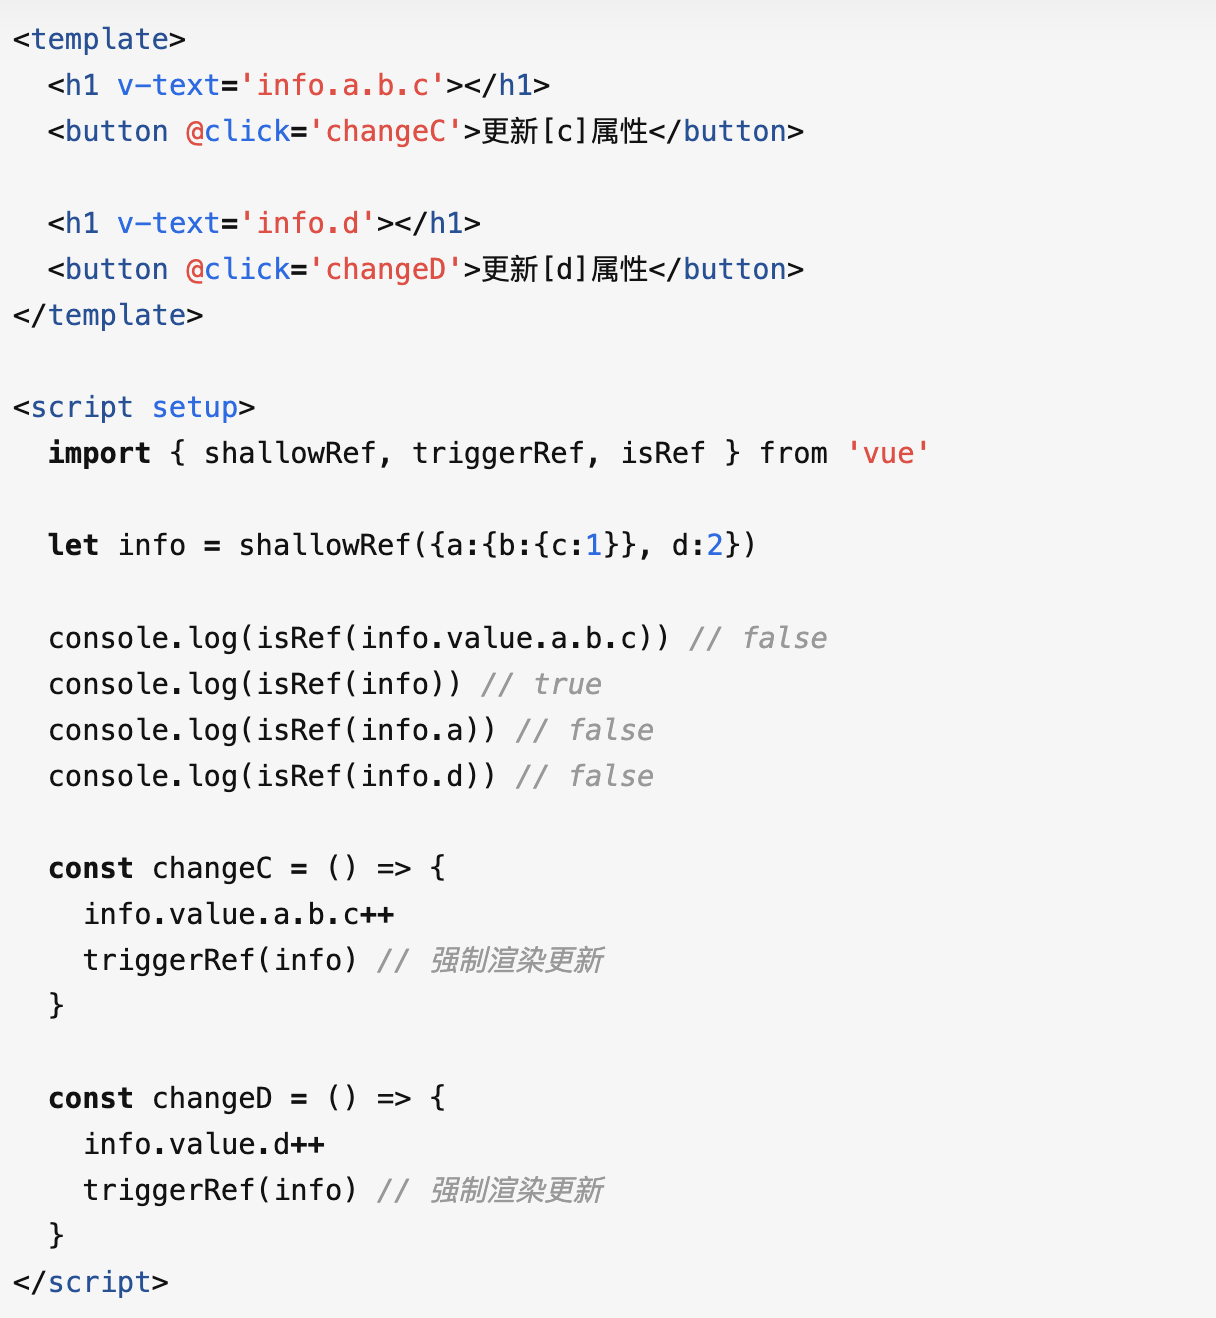 <template>
  <h1 v-text='info.a.b.c'></h1>
  <button @click='changeC'>更新[c]属性</button>

  <h1 v-text='info.d'></h1>
  <button @click='changeD'>更新[d]属性</button>
</template>

<script setup>
  import { shallowRef, triggerRef, isRef } from 'vue'

  let info = shallowRef({a:{b:{c:1}}, d:2})

  console.log(isRef(info.value.a.b.c)) // false
  console.log(isRef(info)) // true
  console.log(isRef(info.a)) // false
  console.log(isRef(info.d)) // false

  const changeC = () => {
    info.value.a.b.c++
    triggerRef(info) // 强制渲染更新
  }

  const changeD = () => {
    info.value.d++
    triggerRef(info) // 强制渲染更新
  }
</script>